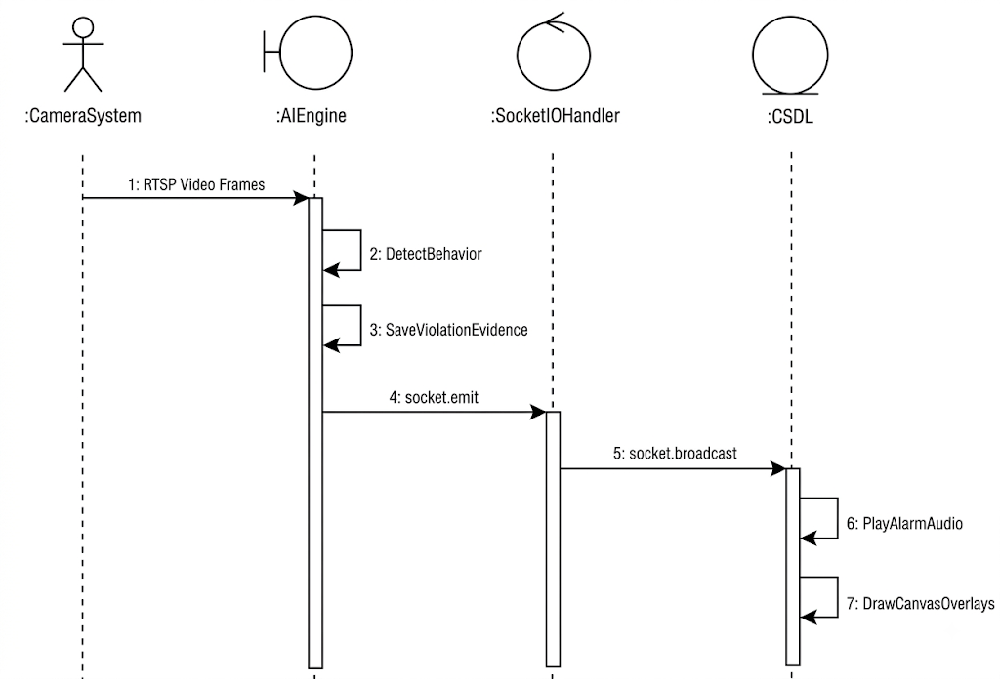 :CameraSystem
:AIEngine
:SocketIOHandler
:CSDL
1: RTSP Video Frames
2: DetectBehavior
3: SaveViolationEvidence
4: socket.emit
5: socket.broadcast
6: PlayAlarmAudio
7: DrawCanvasOverlays